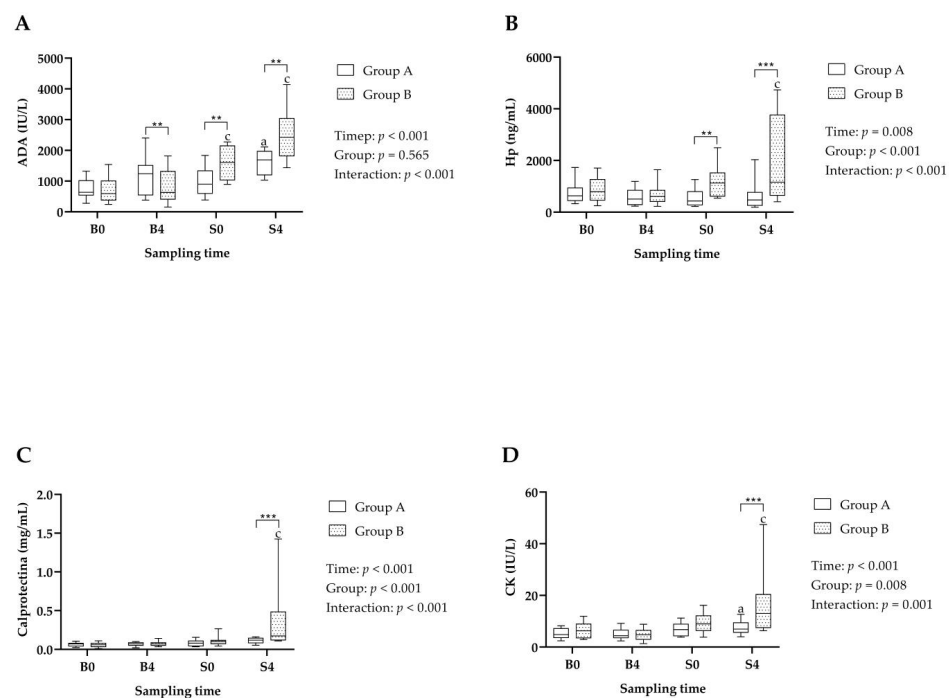 A
ADA (IU/L)
5000
4000
3000
2000
1000
0
**
**
c
a
**
c
B0 B4 S0 S4
Sampling time
Group A
Group B
Timep: p < 0.001
Group: p = 0.565
Interaction: p < 0.001
B
Hp (ng/mL)
6000
4000
2000
0
**
***
c
B0 B4 S0 S4
Sampling time
Group A
Group B
Time: p = 0.008
Group: p < 0.001
Interaction: p < 0.001
C
Calprotectina (mg/mL)
2.0
1.5
1.0
0.5
0.0
***
c
B0 B4 S0 S4
Sampling time
Group A
Group B
Time: p < 0.001
Group: p < 0.001
Interaction: p < 0.001
D
CK (IU/L)
60
40
20
0
a
***
c
B0 B4 S0 S4
Sampling time
Group A
Group B
Time: p < 0.001
Group: p = 0.008
Interaction: p = 0.001